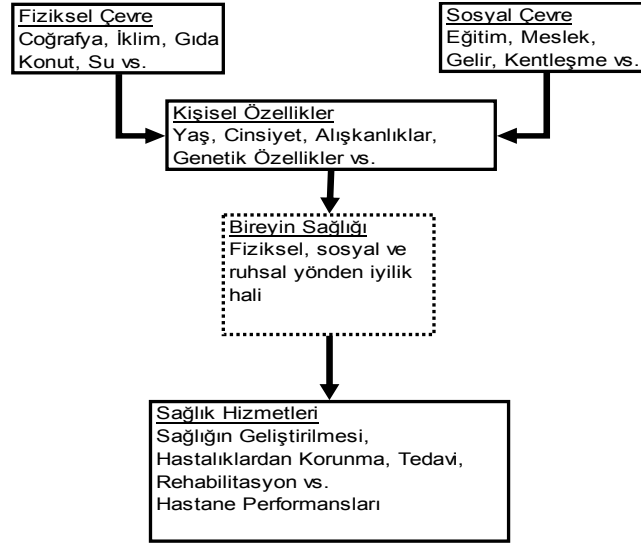 Fiziksel Çevre
Coğrafya, İklim, Gıda
Konut, Su vs.
Sosyal Çevre
Eğitim, Meslek,
Gelir, Kentleşme vs.
Kişisel Özellikler
Yaş, Cinsiyet, Alışkanlıklar,
Genetik Özellikler vs.
Bireyin Sağlığı
Fiziksel, sosyal ve
ruhsal yönden iyilik
hali
Sağlık Hizmetleri
Sağlığın Geliştirilmesi,
Hastalıklardan Korunma, Tedavi,
Rehabilitasyon vs.
Hastane Performansları